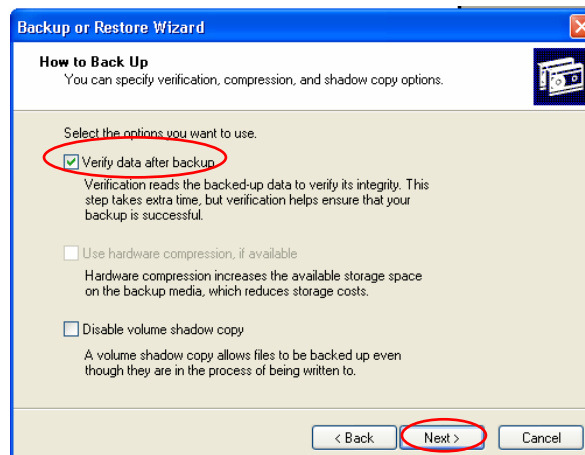 Backup or Restore Wizard
How to Back Up
You can specify verification, compression, and shadow copy options.
Select the options you want to use.
Verify data after backup
Verification reads the backed-up data to verify its integrity. This
step takes extra time, but verification helps ensure that your
backup is successful.
Use hardware compression, if available
Hardware compression increases the available storage space
on the backup media, which reduces storage costs.
Disable volume shadow copy
A volume shadow copy allows files to be backed up even
though they are in the process of being written to.
< Back Next > Cancel